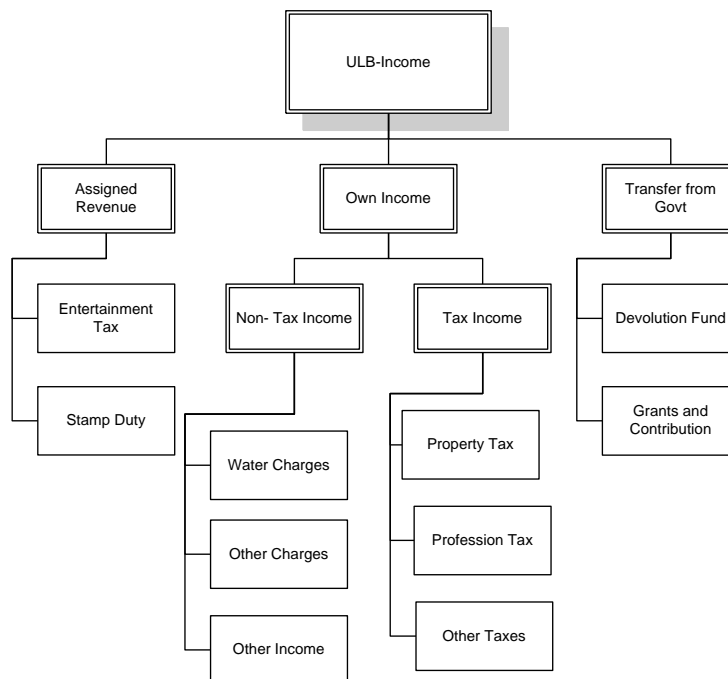 ULB-Income
Assigned
Revenue
Own Income
Transfer from
Govt
Entertainment
Tax
Non- Tax Income
Tax Income
Devolution Fund
Stamp Duty
Grants and
Contribution
Water Charges
Property Tax
Other Charges
Profession Tax
Other Income
Other Taxes